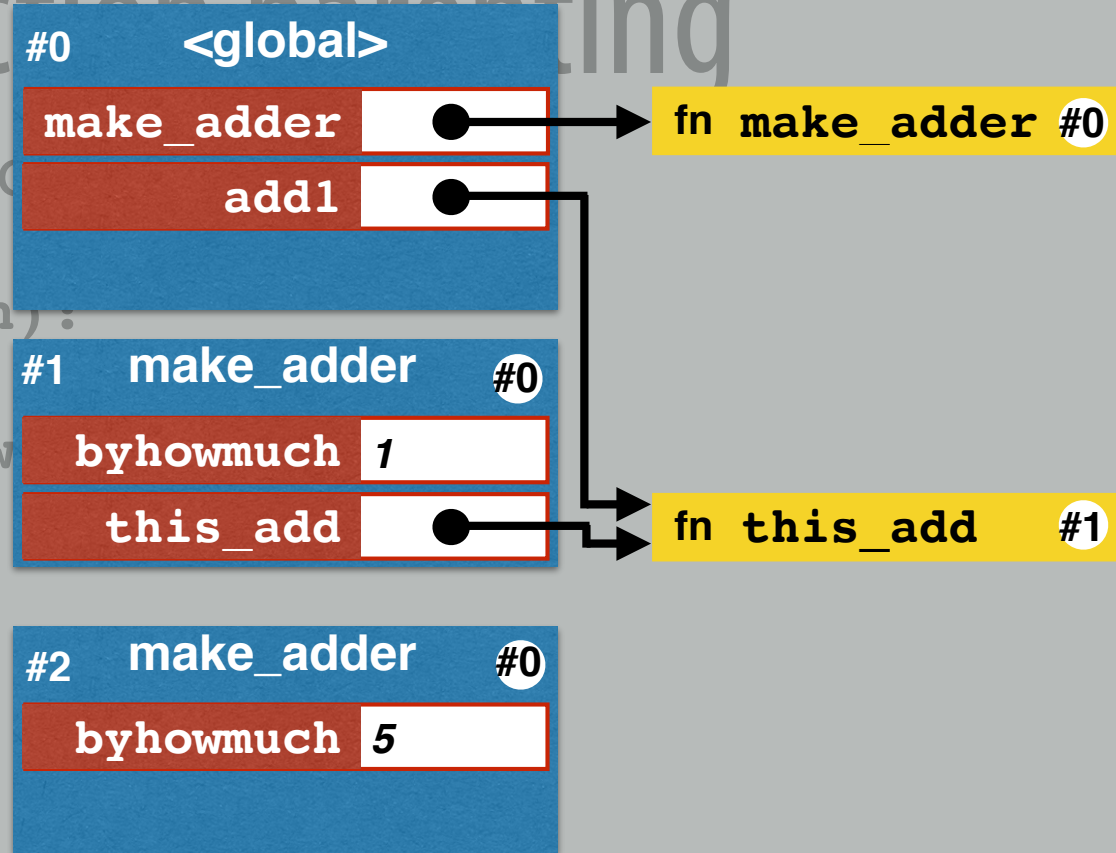 #0 <global>
make_adder
fn make_adder #0
add1
#1 make_adder #0
byhowmuch 1
this_add
fn this_add #1
#2 make_adder #0
byhowmuch 5